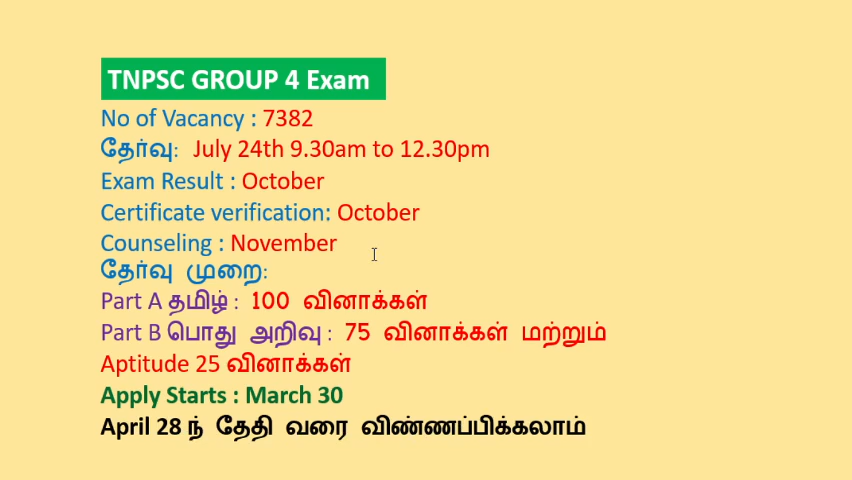 TNPSC GROUP 4 Exam
No of Vacancy : 7382
தேர்வு: July 24th 9.30am to 12.30pm
Exam Result : October
Certificate verification: October
Counseling : November
தேர்வு முறை:
Part A தமிழ் : 100 வினாக்கள்
Part B பொது அறிவு : 75 வினாக்கள் மற்றும்
Aptitude 25 வினாக்கள்
Apply Starts : March 30
April 28 ந் தேதி வரை விண்ணப்பிக்கலாம்